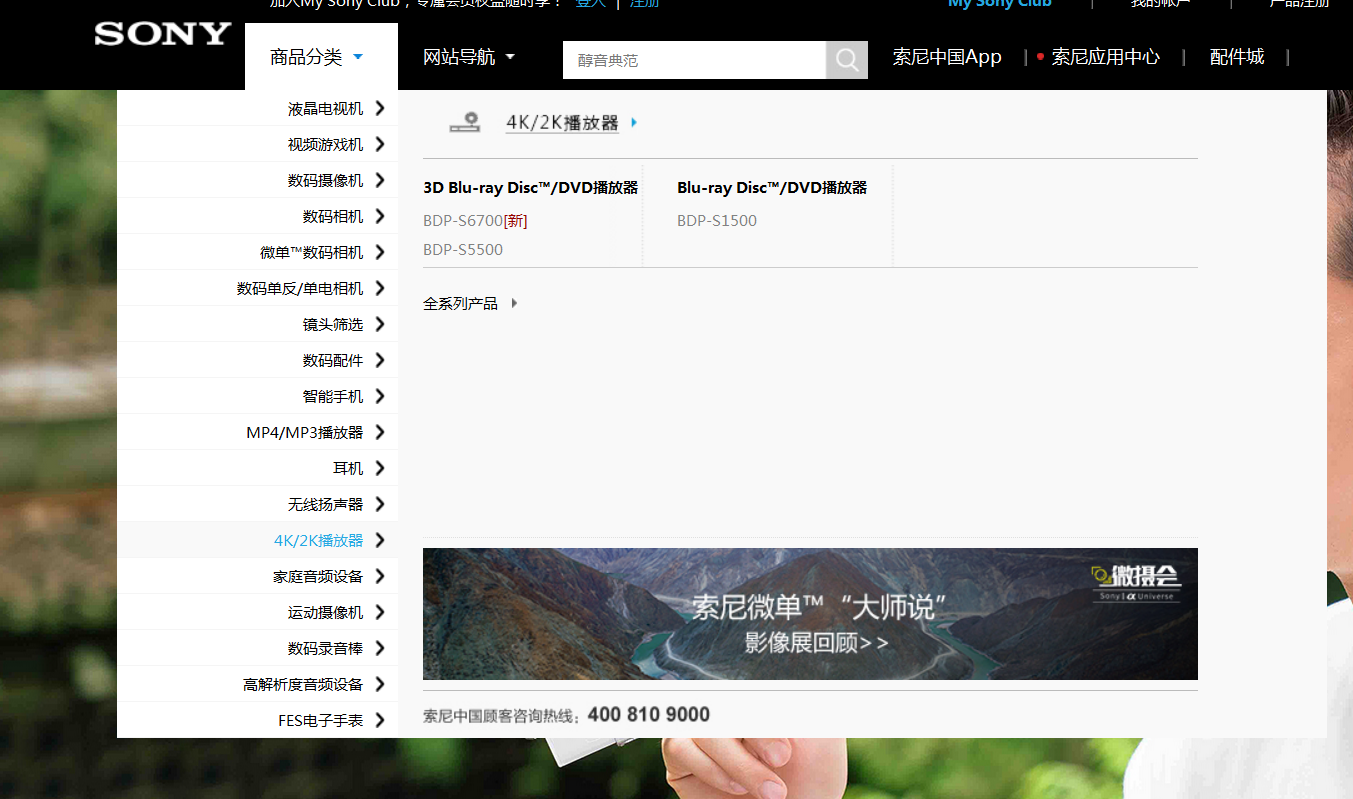 加入My Sony Club，专属会员权益随时享！ 登入 | 注册
My Sony Club | 我的帐户 | 产品注册
SONY
商品分类
网站导航
醇音典范
索尼中国App | 索尼应用中心 | 配件城 |
液晶电视机
视频游戏机
数码摄像机
数码相机
微单™数码相机
数码单反/单电相机
镜头筛选
数码配件
智能手机
MP4/MP3播放器
耳机
无线扬声器
4K/2K播放器
家庭音频设备
运动摄像机
数码录音棒
高解析度音频设备
FES电子手表
4K/2K播放器
3D Blu-ray Disc™/DVD播放器
BDP-S6700[新]
BDP-S5500
Blu-ray Disc™/DVD播放器
BDP-S1500
全系列产品
微摄会
Sony | α Universe
索尼微单™ “大师说”
影像展回顾>>
索尼中国顾客咨询热线：400 810 9000